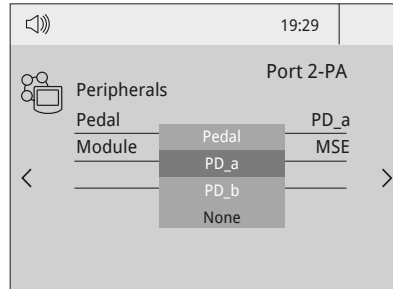 19:29
Port 2-PA
Peripherals
Pedal PD_a
Module MSE
Pedal
PD_a
PD_b
None